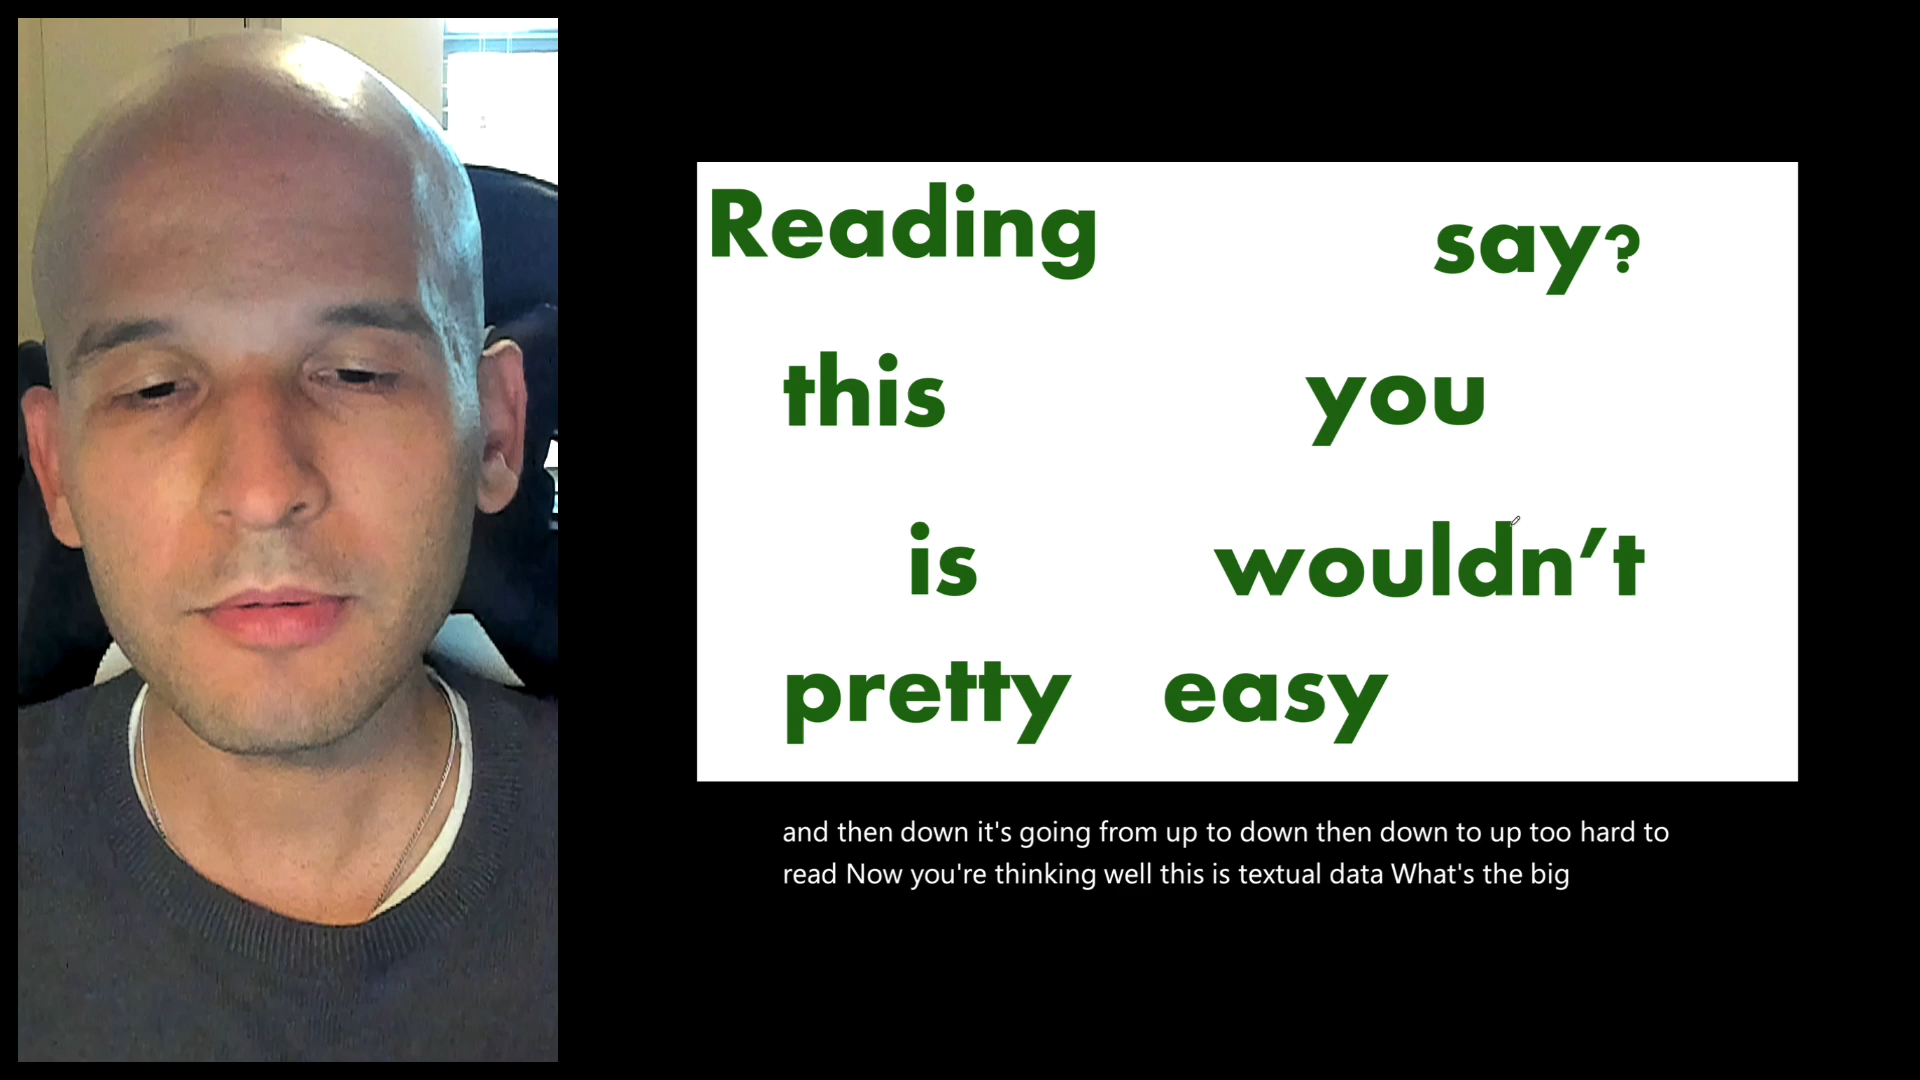 Reading
this
is
pretty easy
wouldn’t
you
say?
and then down it's going from up to down then down to up too hard to
read Now you're thinking well this is textual data What's the big